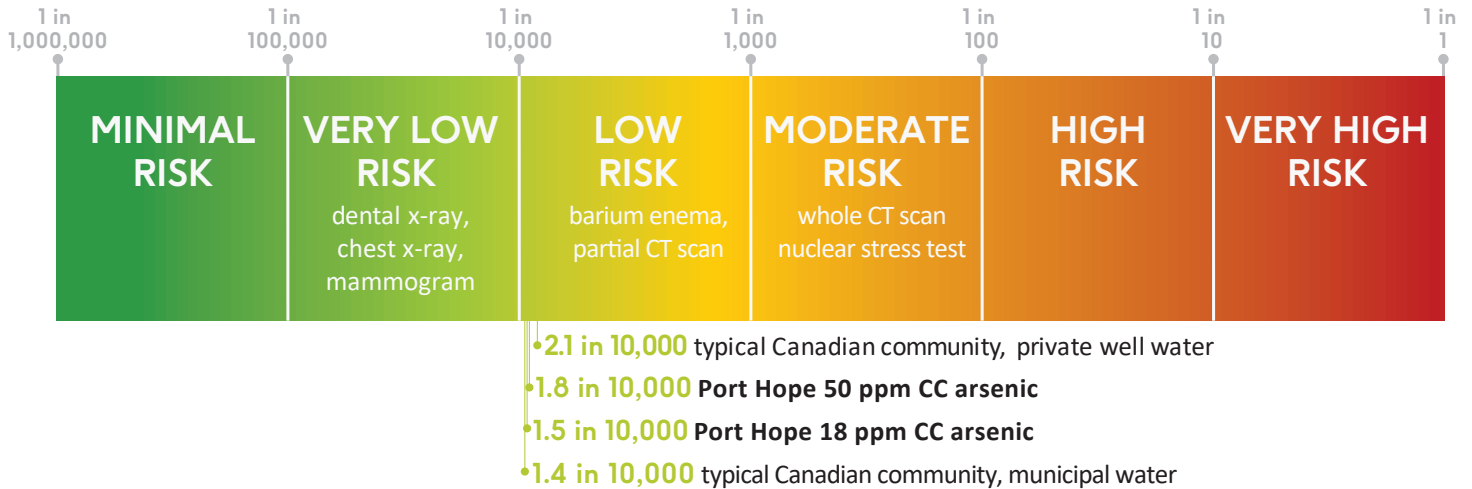 1 in
1,000,000
1 in
100,000
1 in
10,000
1 in
1,000
1 in
100
1 in
10
1 in
1
MINIMAL
RISK
VERY LOW
RISK
dental x-ray,
chest x-ray,
mammogram
LOW
RISK
barium enema,
partial CT scan
MODERATE
RISK
whole CT scan
nuclear stress test
HIGH
RISK
VERY HIGH
RISK
2.1 in 10,000 typical Canadian community, private well water
1.8 in 10,000 Port Hope 50 ppm CC arsenic
1.5 in 10,000 Port Hope 18 ppm CC arsenic
1.4 in 10,000 typical Canadian community, municipal water